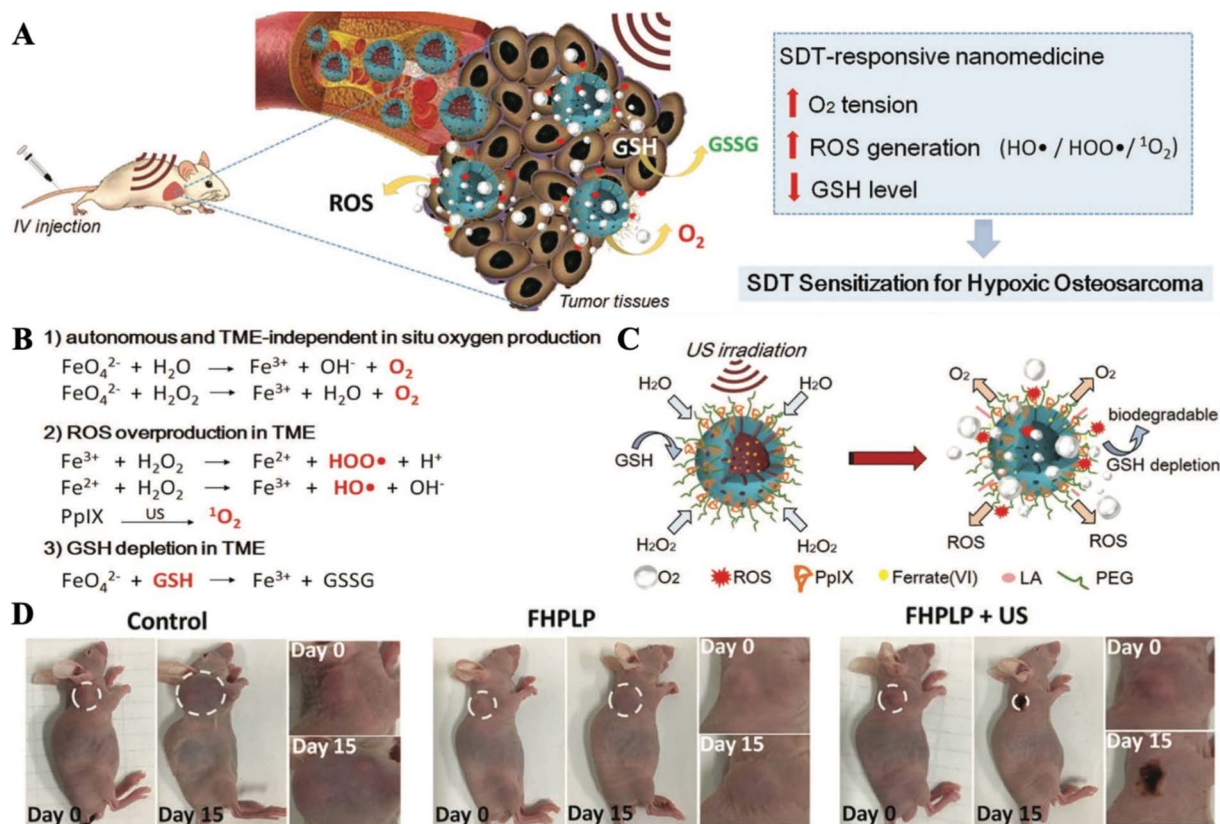 A
SDT-responsive nanomedicine
O₂ tension
ROS generation (HO• / HOO•/ ¹O₂)
GSH level
SDT Sensitization for Hypoxic Osteosarcoma
GSH
GSSG
ROS
O₂
IV injection
Tumor tissues
B
1) autonomous and TME-independent in situ oxygen production
FeO₄²⁻ + H₂O → Fe³⁺ + OH⁻ + O₂
FeO₄²⁻ + H₂O₂ → Fe³⁺ + H₂O + O₂
2) ROS overproduction in TME
Fe³⁺ + H₂O₂ → Fe²⁺ + HOO• + H⁺
Fe²⁺ + H₂O₂ → Fe³⁺ + HO• + OH⁻
PpIX US → ¹O₂
3) GSH depletion in TME
FeO₄²⁻ + GSH → Fe³⁺ + GSSG
C
US irradiation
H₂O H₂O
GSH
H₂O₂ H₂O₂
O₂ O₂
biodegradable
GSH depletion
ROS ROS
O₂ ROS PpIX Ferrate(VI) LA PEG
D
Control
Day 0
Day 15
Day 0 Day 15
FHPLP
Day 0
Day 15
Day 0 Day 15
FHPLP + US
Day 0
Day 15
Day 0 Day 15